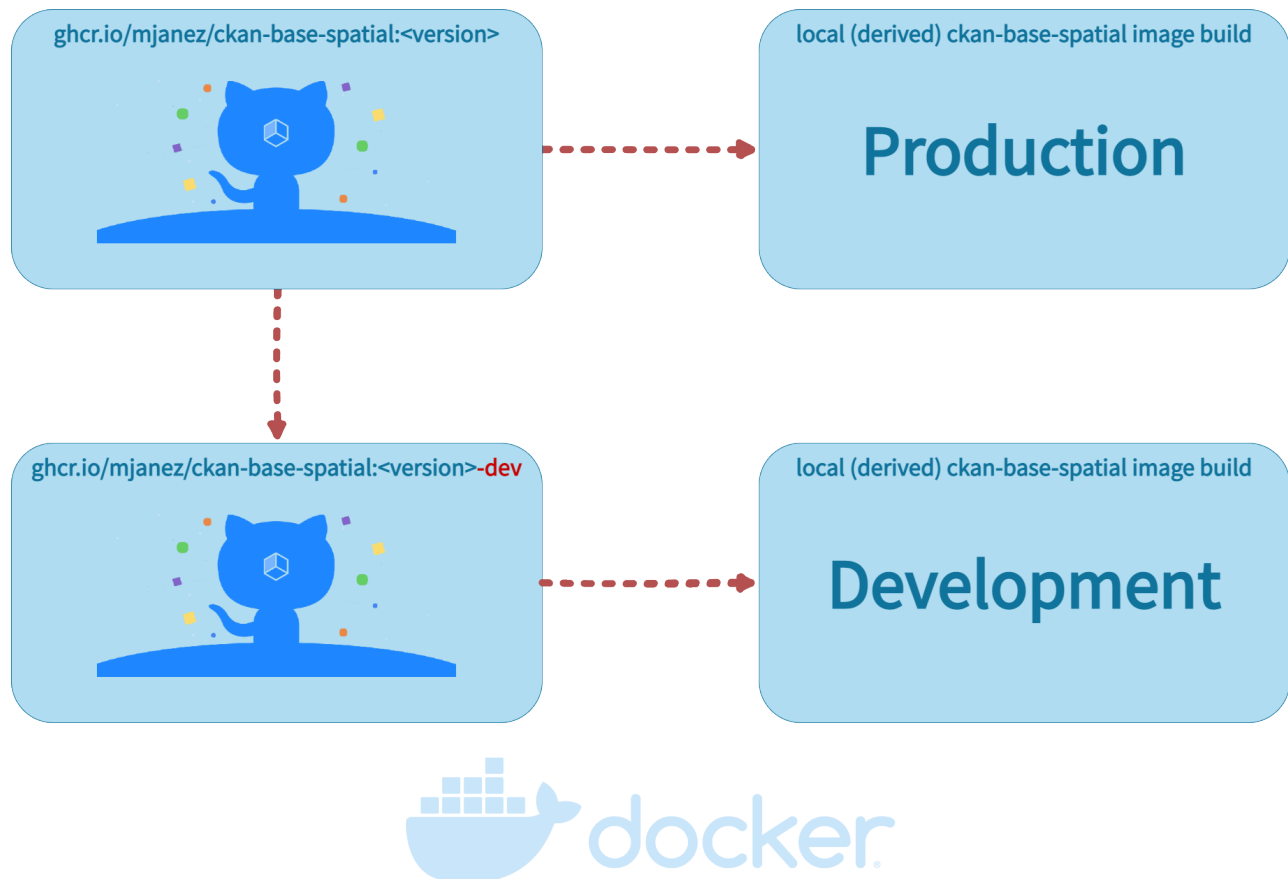 ghcr.io/mjanez/ckan-base-spatial:<version>
local (derived) ckan-base-spatial image build
Production
ghcr.io/mjanez/ckan-base-spatial:<version>-dev
local (derived) ckan-base-spatial image build
Development
docker